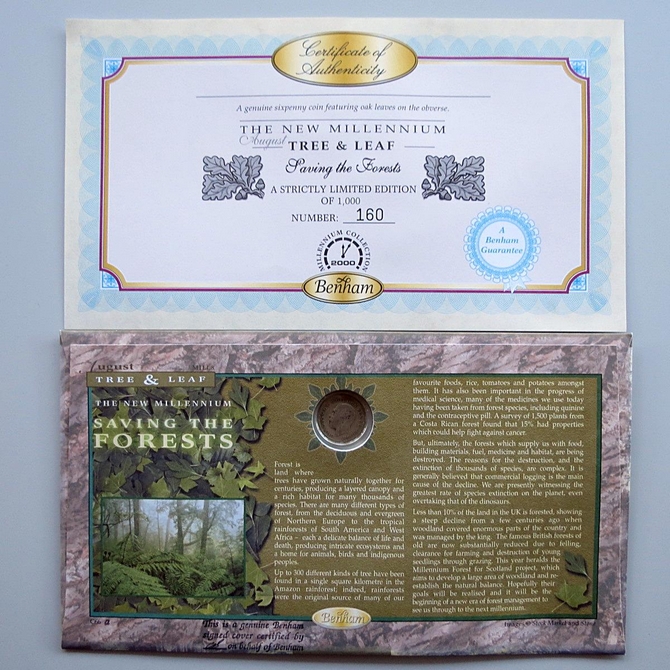 Certificate of
Authenticity
A genuine sixpenny coin featuring oak leaves on the obverse.
THE NEW MILLENNIUM
August TREE & LEAF
Saving the Forests
A STRICTLY LIMITED EDITION
OF 1,000
NUMBER: 160
MILLENNIUM COLLECTION
2000
A
Benham
Guarantee
Benham
August
TREE & LEAF
THE NEW MILLENNIUM
SAVING THE
FORESTS
Forest is
land where
trees have grown naturally together for
centuries, producing a layered canopy and
a rich habitat for many thousands of
species. There are many different types of
forest, from the deciduous and evergreen
of Northern Europe to the tropical
rainforests of South America and West
Africa - each a delicate balance of life and
death, producing intricate ecosystems and
a home for animals, birds and indigenous
peoples.
Up to 300 different kinds of tree have been
found in a single square kilometre in the
Amazon rainforest; indeed, rainforests
were the original source of many of our
favourite foods, rice, tomatoes and potatoes amongst
them. It has also been important in the progress of
medical science, many of the medicines we use today
having been taken from forest species, including quinine
and the contraceptive pill. A survey of 1,500 plants from
a Costa Rican forest found that 15% had properties
which could help fight against cancer.
But, ultimately, the forests which supply us with food,
building materials, fuel, medicine and habitat, are being
destroyed. The reasons for the destruction, and the
extinction of thousands of species, are complex. It is
generally believed that commercial logging is the main
cause of the decline. We are presently witnessing the
greatest rate of species extinction on the planet, even
overtaking that of the dinosaurs.
Less than 10% of the land in the UK is forested, showing
a steep decline from a few centuries ago when
woodland covered enormous parts of the country and
was managed by the king. The famous British forests of
old are now substantially reduced due to felling,
clearance for farming and destruction of young
seedlings through grazing. This year heralds the
Millennium Forest for Scotland project, which
aims to develop a large area of woodland and re-
establish the natural balance. Hopefully their
goals will be realised and it will be the
beginning of a new era of forest management to
see us through to the next millennium.
Benham
This is a genuine Benham
signed cover certified by
on behalf of Benham